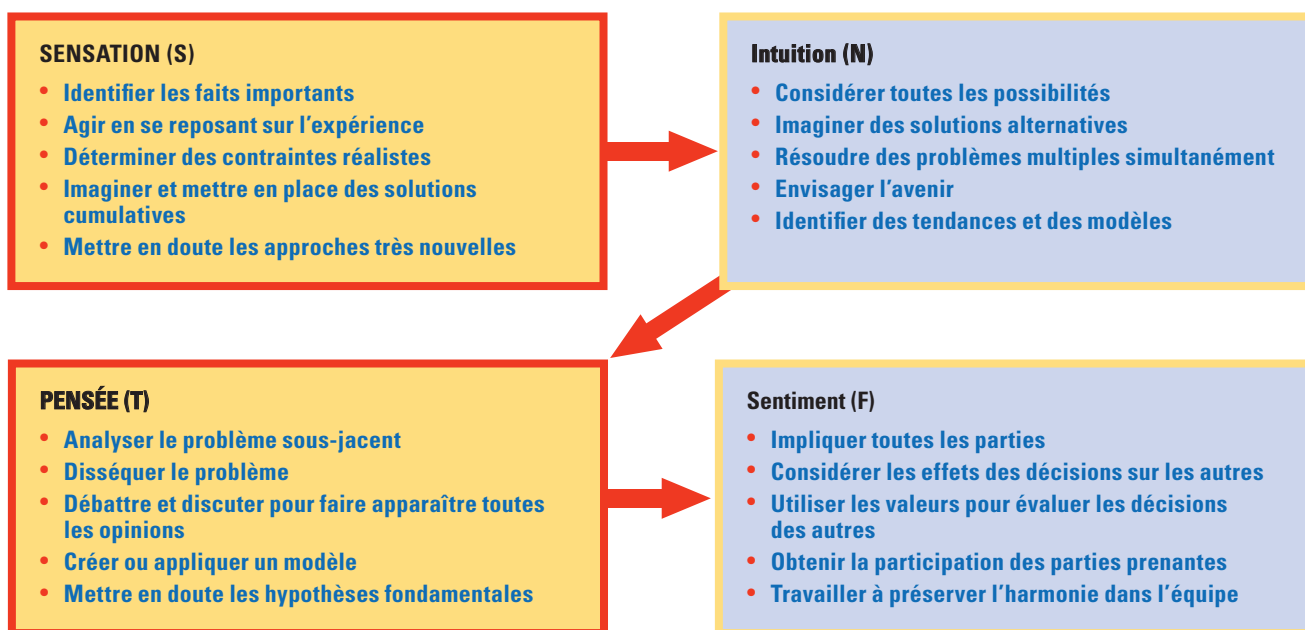 SENSATION (S)
• Identifier les faits importants
• Agir en se reposant sur l'expérience
• Déterminer des contraintes réalistes
• Imaginer et mettre en place des solutions
cumulatives
• Mettre en doute les approches très nouvelles
Intuition (N)
• Considérer toutes les possibilités
• Imaginer des solutions alternatives
• Résoudre des problèmes multiples simultanément
• Envisager l'avenir
• Identifier des tendances et des modèles
PENSÉE (T)
• Analyser le problème sous-jacent
• Disséquer le problème
• Débattre et discuter pour faire apparaître toutes
les opinions
• Créer ou appliquer un modèle
• Mettre en doute les hypothèses fondamentales
Sentiment (F)
• Impliquer toutes les parties
• Considérer les effets des décisions sur les autres
• Utiliser les valeurs pour évaluer les décisions
des autres
• Obtenir la participation des parties prenantes
• Travailler à préserver l'harmonie dans l'équipe